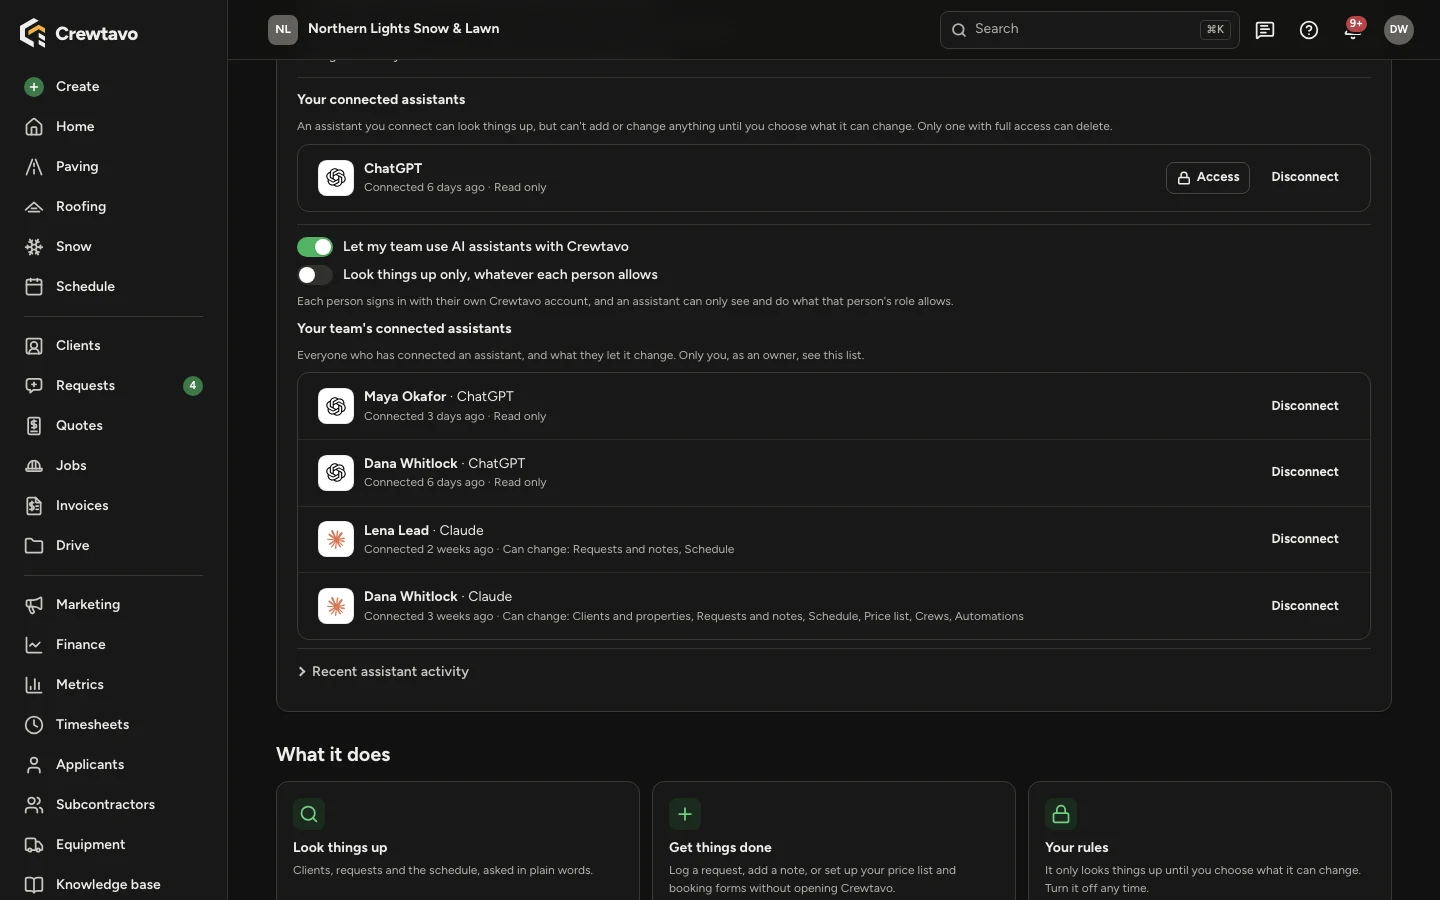 Crewtavo
NL
Northern Lights Snow & Lawn
Search
⌘K
9+
DW
Create
Home
Paving
Roofing
Snow
Schedule
Clients
Requests
4
Quotes
Jobs
Invoices
Drive
Marketing
Finance
Metrics
Timesheets
Applicants
Subcontractors
Equipment
Knowledge base
Your connected assistants
An assistant you connect can look things up, but can't add or change anything until you choose what it can change. Only one with full access can delete.
ChatGPT
Connected 6 days ago · Read only
Access
Disconnect
Let my team use AI assistants with Crewtavo
Look things up only, whatever each person allows
Each person signs in with their own Crewtavo account, and an assistant can only see and do what that person's role allows.
Your team's connected assistants
Everyone who has connected an assistant, and what they let it change. Only you, as an owner, see this list.
Maya Okafor · ChatGPT
Connected 3 days ago · Read only
Disconnect
Dana Whitlock · ChatGPT
Connected 6 days ago · Read only
Disconnect
Lena Lead · Claude
Connected 2 weeks ago · Can change: Requests and notes, Schedule
Disconnect
Dana Whitlock · Claude
Connected 3 weeks ago · Can change: Clients and properties, Requests and notes, Schedule, Price list, Crews, Automations
Disconnect
Recent assistant activity
What it does
Look things up
Clients, requests and the schedule, asked in plain words.
Get things done
Log a request, add a note, or set up your price list and
booking forms without opening Crewtavo.
Your rules
It only looks things up until you choose what it can change.
Turn it off any time.